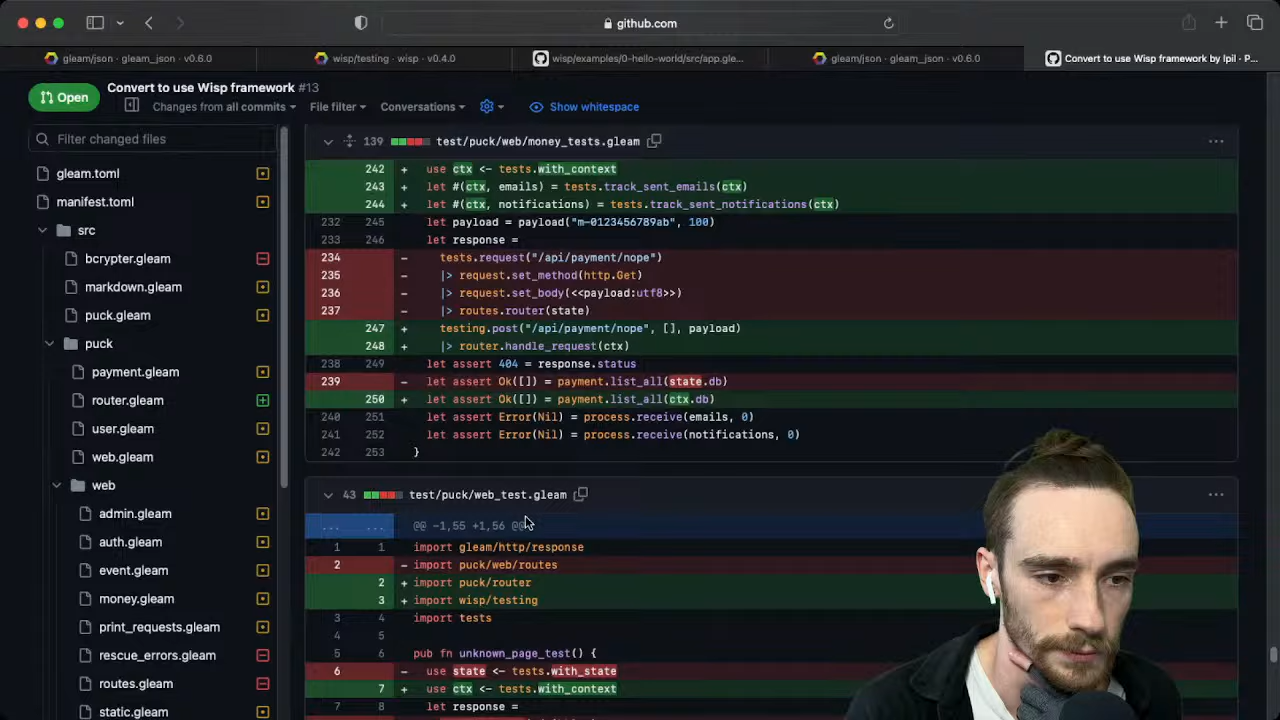 github.com
gleam/json · gleam_json · v0.6.0
wisp/testing · wisp · v0.4.0
wisp/examples/0-hello-world/src/app.gle...
gleam/json · gleam_json · v0.6.0
Convert to use Wisp framework by lpil · P...
Open
Convert to use Wisp framework #13
Changes from all commits
File filter
Conversations
Show whitespace
Filter changed files
gleam.toml
manifest.toml
src
bcrypter.gleam
markdown.gleam
puck.gleam
puck
payment.gleam
router.gleam
user.gleam
web.gleam
web
admin.gleam
auth.gleam
event.gleam
money.gleam
print_requests.gleam
rescue_errors.gleam
routes.gleam
static.gleam
139 test/puck/web/money_tests.gleam
242 + use ctx <- tests.with_context
243 + let #(ctx, emails) = tests.track_sent_emails(ctx)
244 + let #(ctx, notifications) = tests.track_sent_notifications(ctx)
232 245 let payload = payload("m-0123456789ab", 100)
233 246 let response =
234 - tests.request("/api/payment/nope")
235 - |> request.set_method(http.Get)
236 - |> request.set_body(<<payload:utf8>>)
237 - |> routes.router(state)
247 + testing.post("/api/payment/nope", [], payload)
248 + |> router.handle_request(ctx)
238 249 let assert 404 = response.status
239 - let assert Ok([]) = payment.list_all(state.db)
250 + let assert Ok([]) = payment.list_all(ctx.db)
240 251 let assert Error(Nil) = process.receive(emails, 0)
241 252 let assert Error(Nil) = process.receive(notifications, 0)
242 253 }
43 test/puck/web_test.gleam
... ... @@ -1,55 +1,56 @@
1 1 import gleam/http/response
2 - import puck/web/routes
2 + import puck/router
3 + import wisp/testing
3 4 import tests
4 5
5 6 pub fn unknown_page_test() {
6 - use state <- tests.with_state
7 + use ctx <- tests.with_context
7 8 let response =